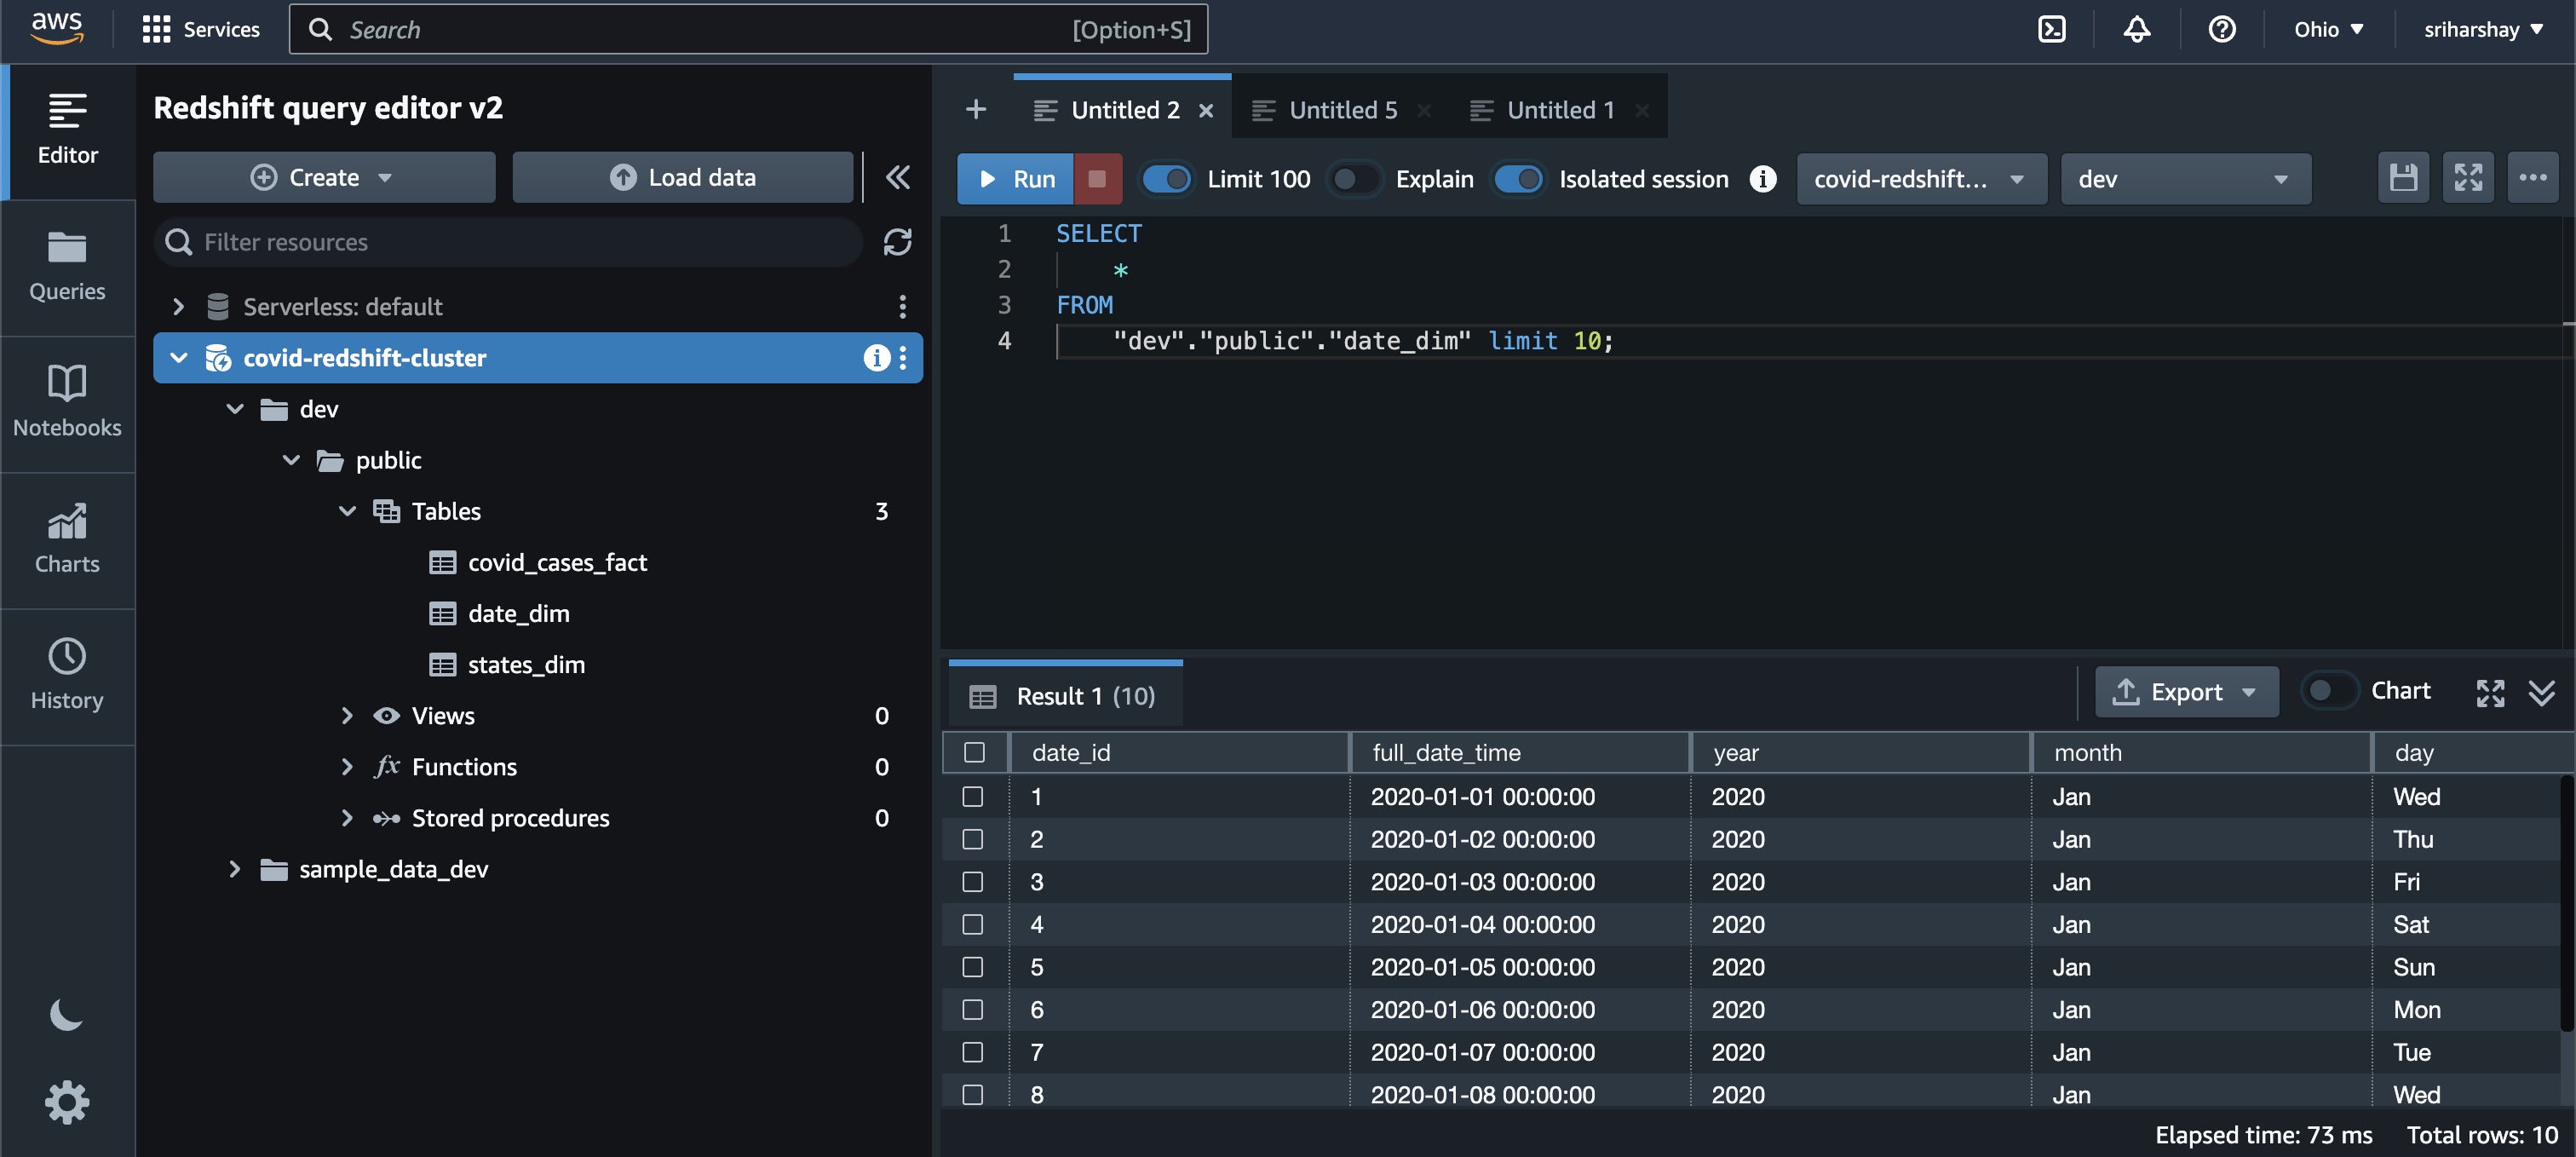 aws Services Search [Option+S] Ohio sriharshay
Editor
Queries
Notebooks
Charts
History
Redshift query editor v2
Create Load data
Filter resources
Serverless: default
covid-redshift-cluster
dev
public
Tables 3
covid_cases_fact
date_dim
states_dim
Views 0
fx Functions 0
Stored procedures 0
sample_data_dev
Untitled 2 Untitled 5 Untitled 1
Run Limit 100 Explain Isolated session covid-redshift... dev
1 SELECT
2 *
3 FROM
4 "dev"."public"."date_dim" limit 10;
Result 1 (10) Export Chart
date_id full_date_time year month day
1 2020-01-01 00:00:00 2020 Jan Wed
2 2020-01-02 00:00:00 2020 Jan Thu
3 2020-01-03 00:00:00 2020 Jan Fri
4 2020-01-04 00:00:00 2020 Jan Sat
5 2020-01-05 00:00:00 2020 Jan Sun
6 2020-01-06 00:00:00 2020 Jan Mon
7 2020-01-07 00:00:00 2020 Jan Tue
8 2020-01-08 00:00:00 2020 Jan Wed
Elapsed time: 73 ms Total rows: 10